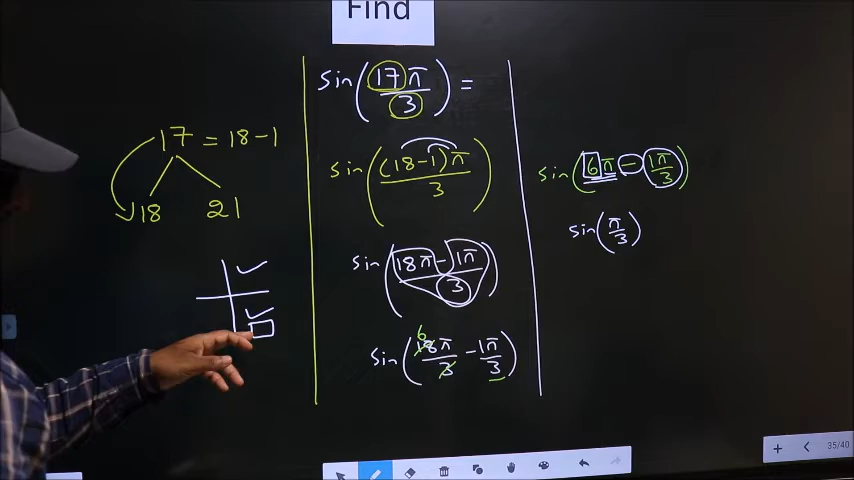 Find
17 = 18 - 1
18 21
sin(17π/3) =
sin((18-1)π/3)
sin(18π - 1π/3)
sin(18π/3 - 1π/3)
6
sin(6π - 1π/3)
sin(π/3)
35/40